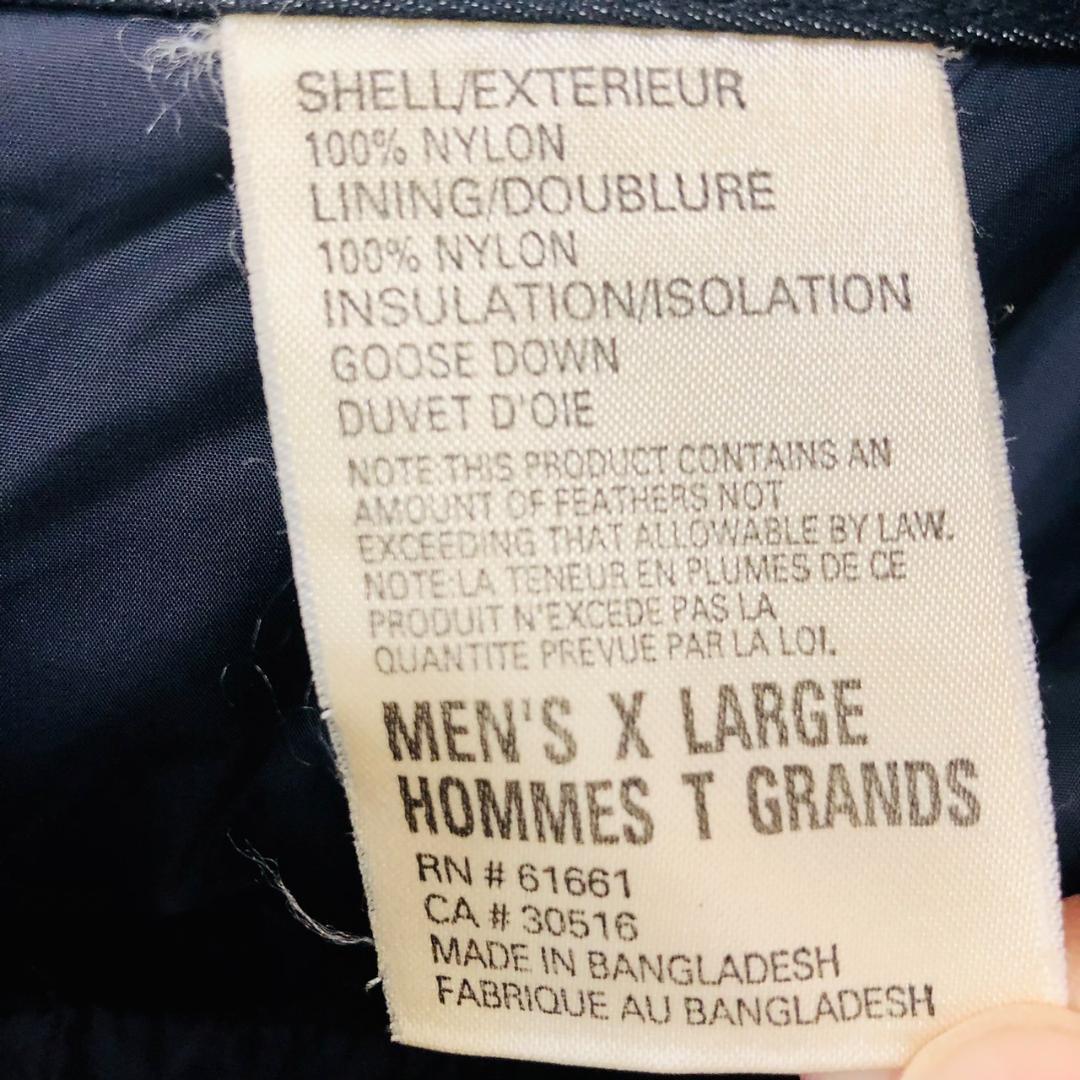 SHELL/EXTERIEUR
100% NYLON
LINING/DOUBLURE
100% NYLON
INSULATION/ISOLATION
GOOSE DOWN
DUVET D'OIE
NOTE:THIS PRODUCT CONTAINS AN
AMOUNT OF FEATHERS NOT
EXCEEDING THAT ALLOWABLE BY LAW.
NOTE:LA TENEUR EN PLUMES DE CE
PRODUIT N'EXCEDE PAS LA
QUANTITE PREVUE PAR LA LOI.
MEN'S X LARGE
HOMMES T GRANDS
RN # 61661
CA # 30516
MADE IN BANGLADESH
FABRIQUE AU BANGLADESH